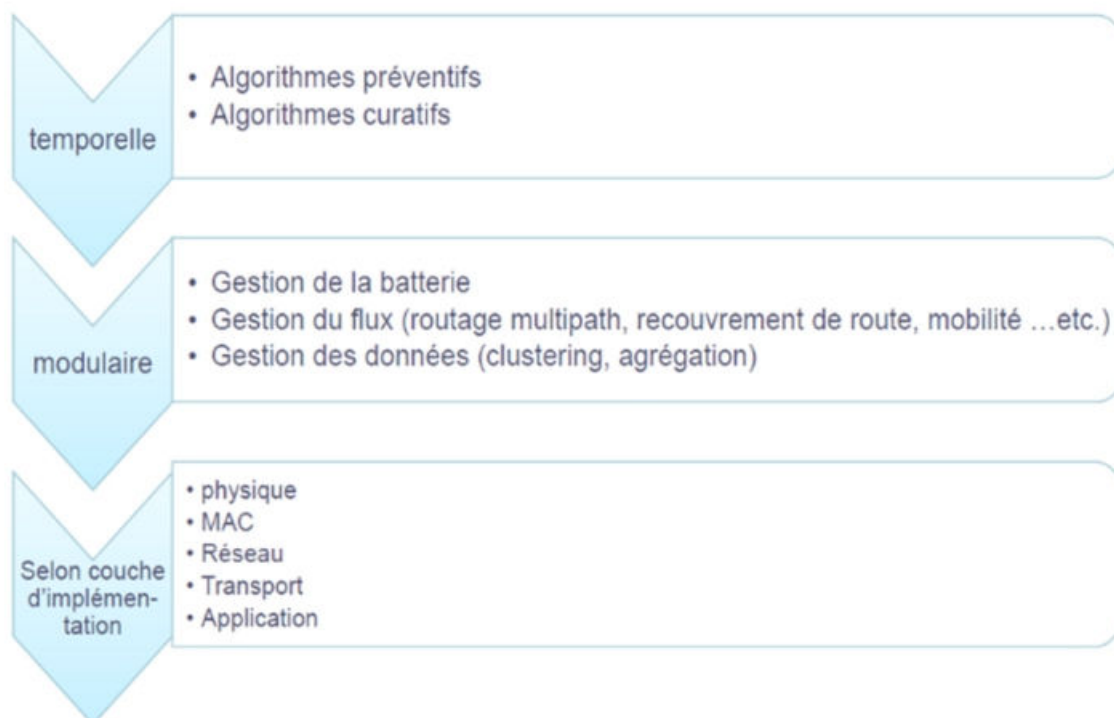 temporelle
• Algorithmes préventifs
• Algorithmes curatifs
modulaire
• Gestion de la batterie
• Gestion du flux (routage multipath, recouvrement de route, mobilité ...etc.)
• Gestion des données (clustering, agrégation)
Selon couche
d'implémen-
tation
• physique
• MAC
• Réseau
• Transport
• Application